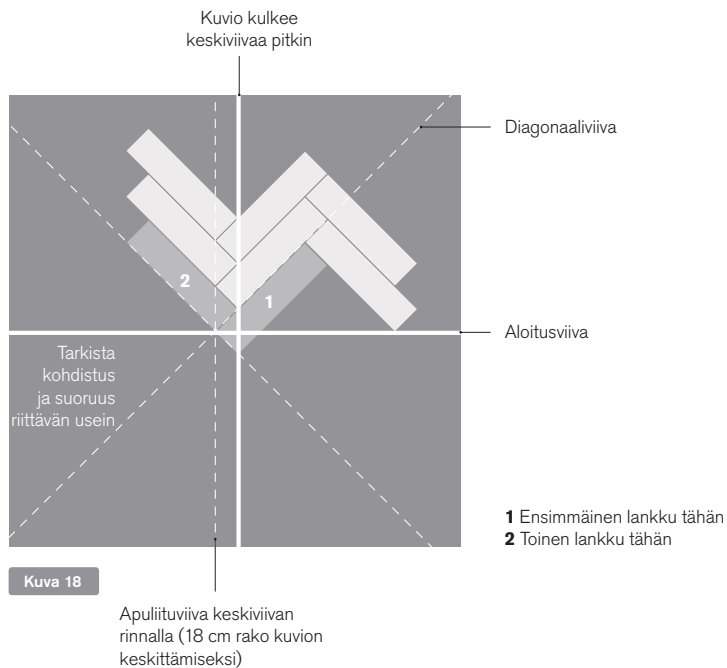 Kuvio kulkee
keskiviivaa pitkin
Diagonaaliviiva
2
1
Aloitusviiva
Tarkista
kohdistus
ja suoruus
riittävän usein
1 Ensimmäinen lankku tähän
2 Toinen lankku tähän
Kuva 18
Apuliituviiva keskiviivan
rinnalla (18 cm rako kuvion
keskittämiseksi)